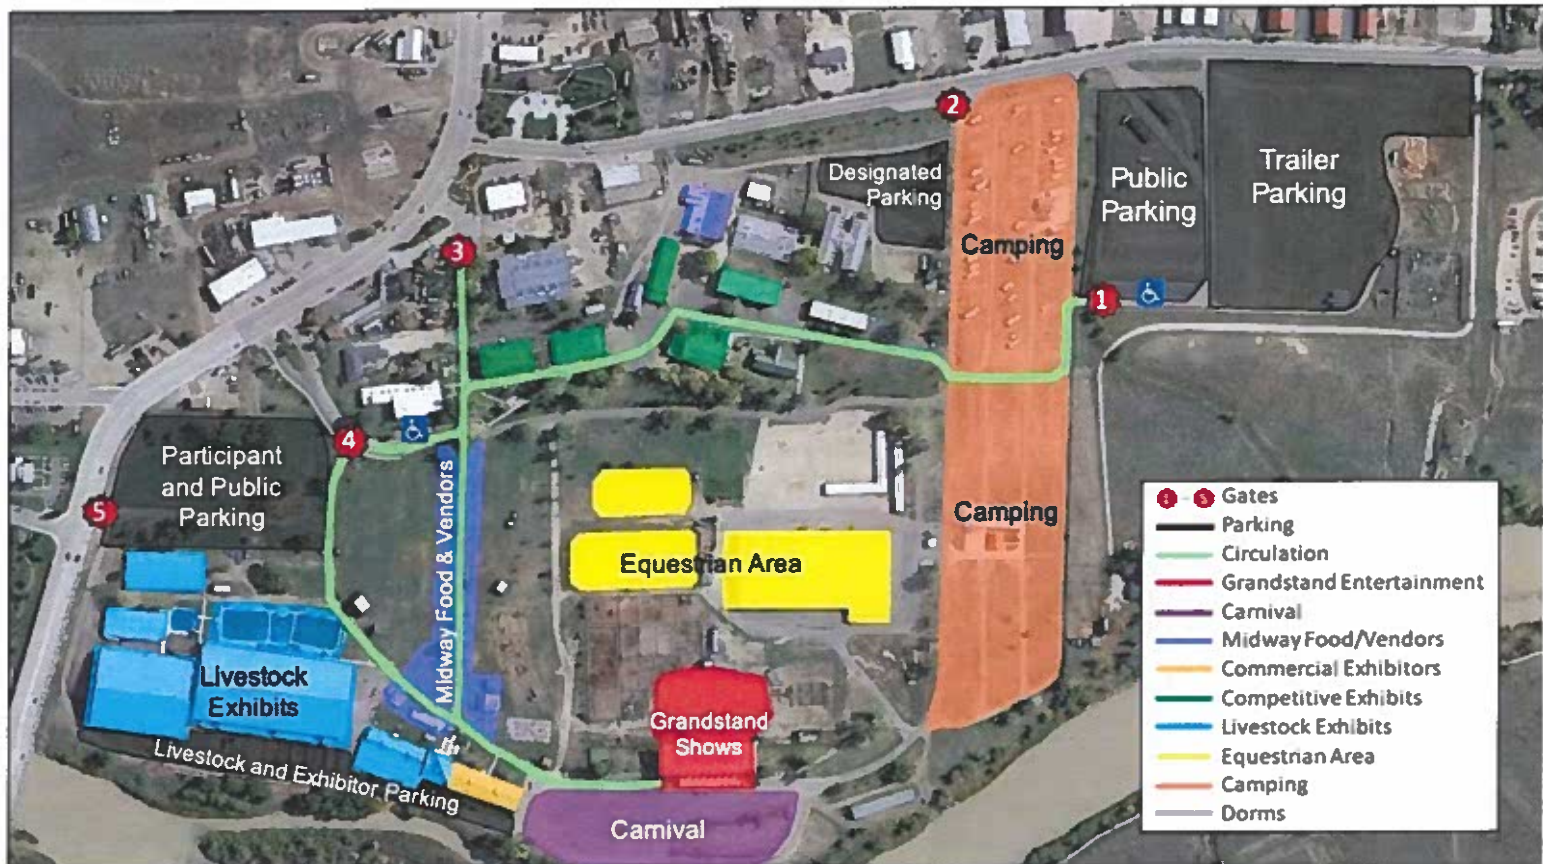 2
Designated
Parking
Public
Parking
Trailer
Parking
Camping
3
1
4
Participant
and Public
Parking
5
Midway Food & Vendors
Camping
Equestrian Area
Livestock
Exhibits
Grandstand
Shows
Livestock and Exhibitor Parking
Carnival
1 - 5 Gates
Parking
Circulation
Grandstand Entertainment
Carnival
Midway Food/Vendors
Commercial Exhibitors
Competitive Exhibits
Livestock Exhibits
Equestrian Area
Camping
Dorms